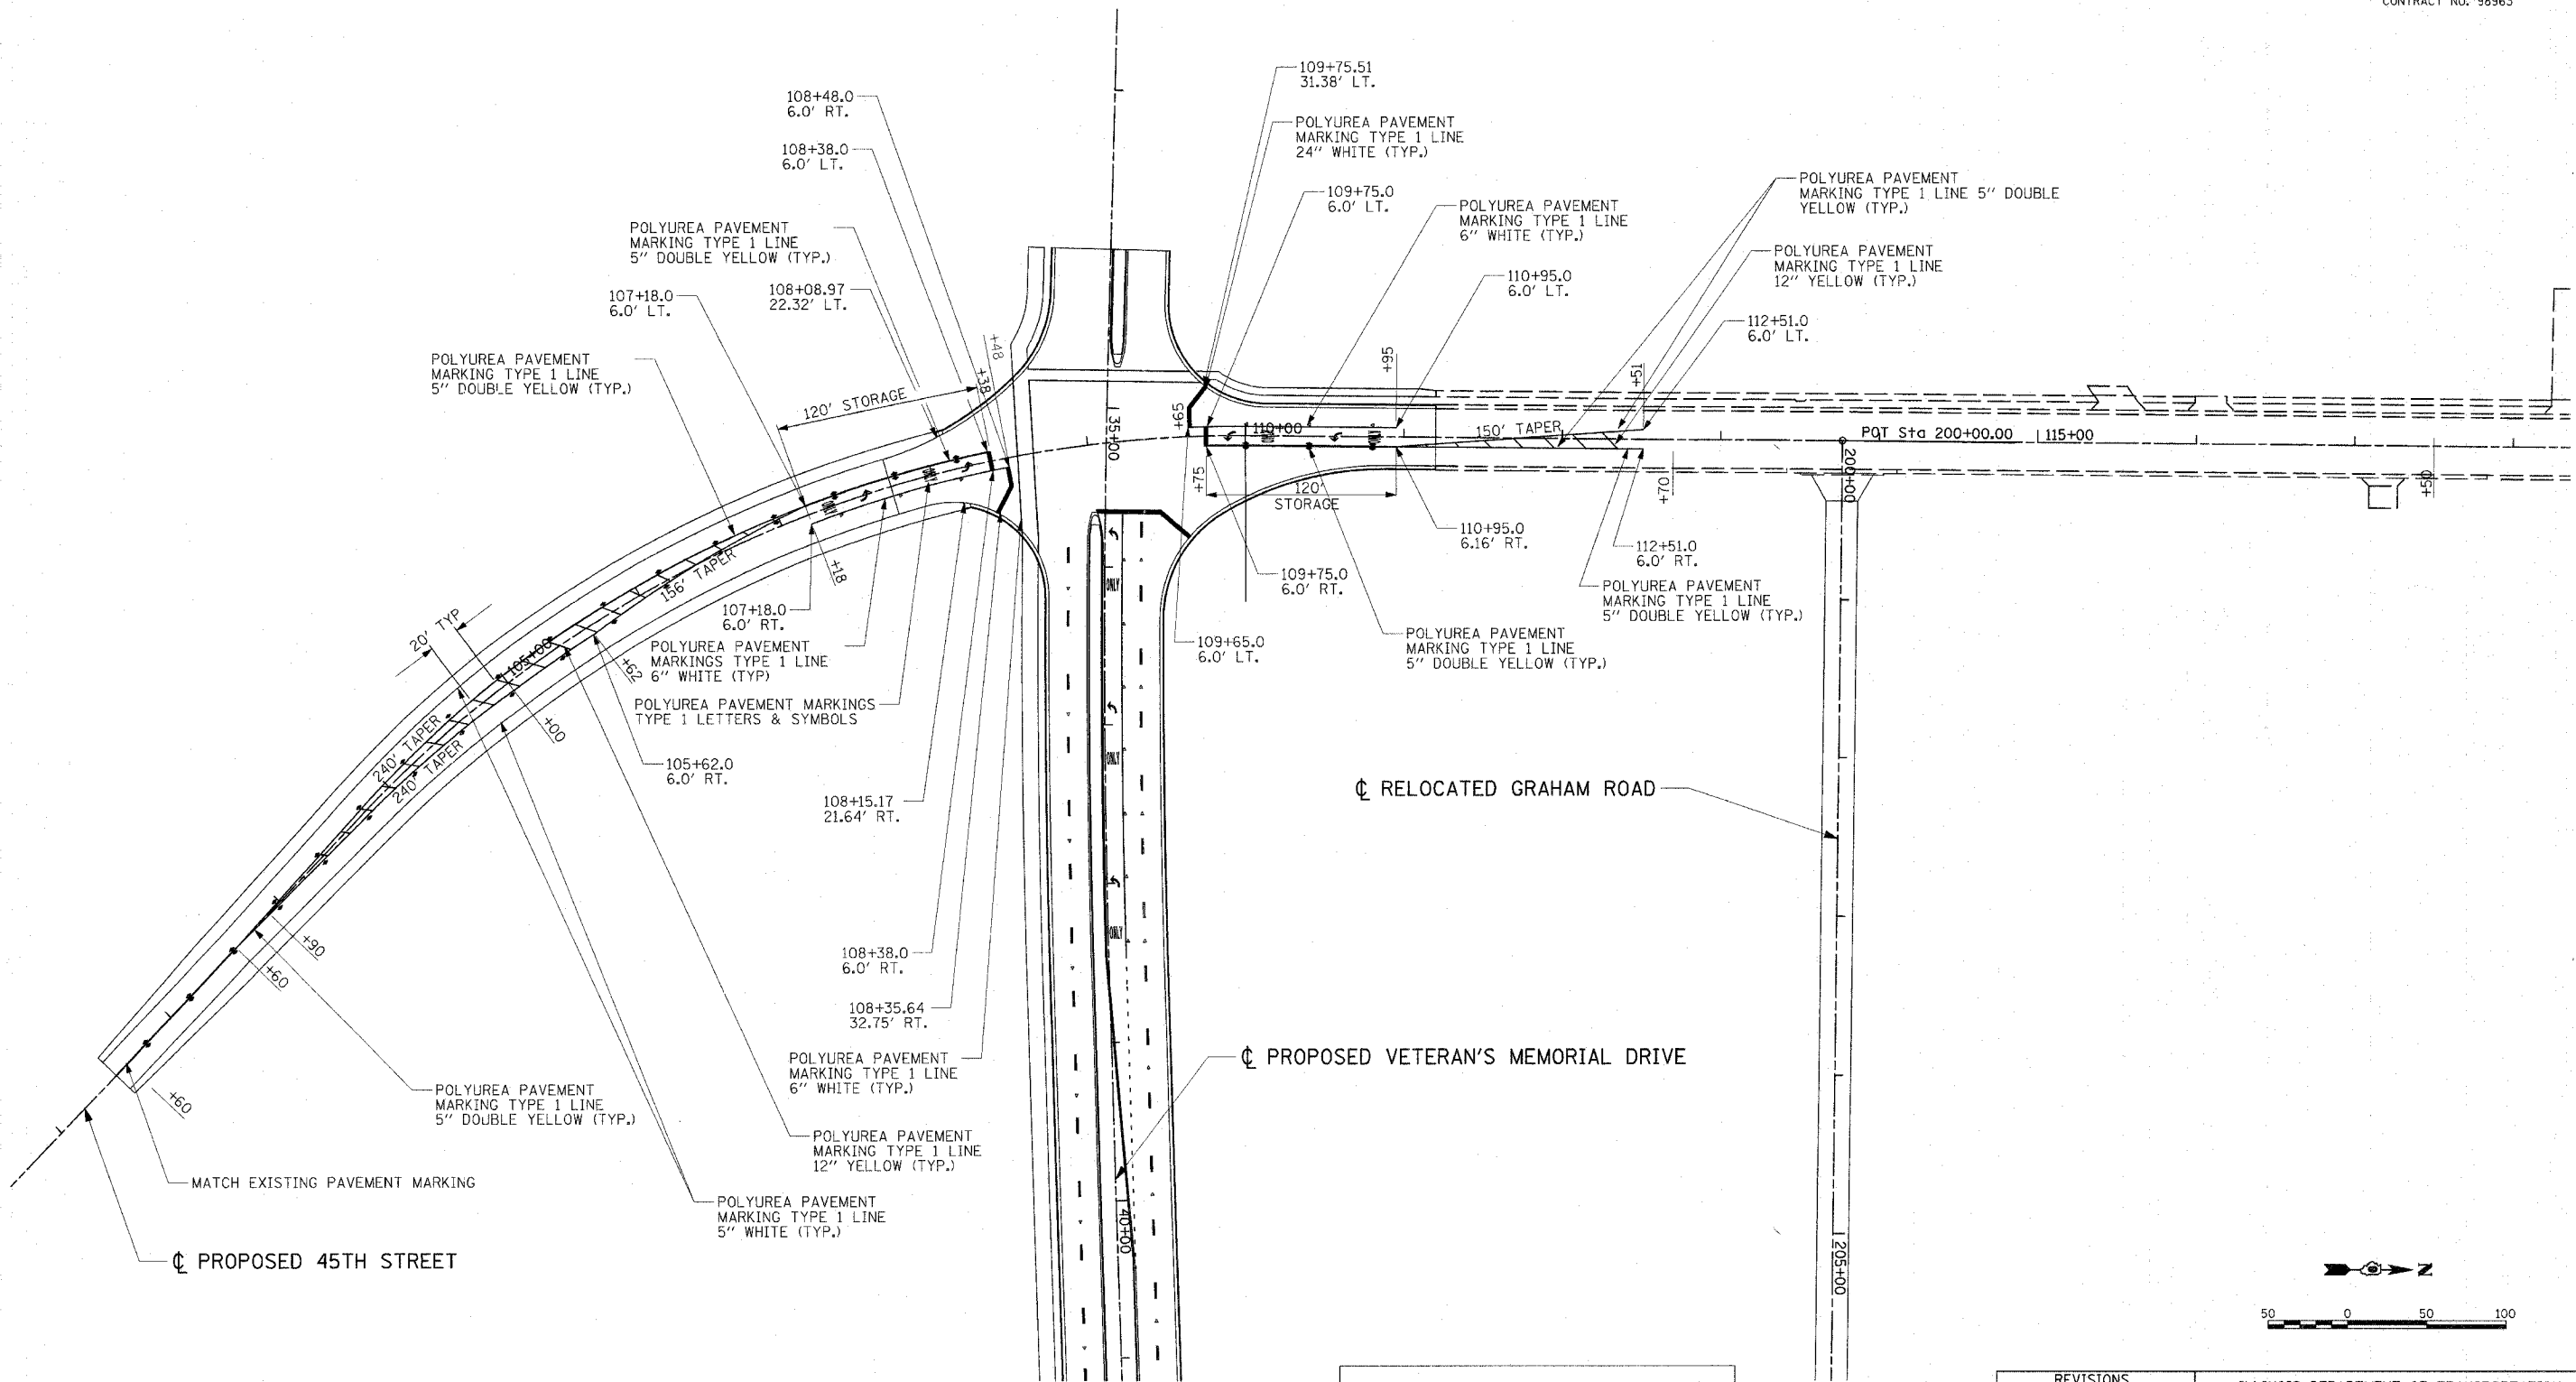 CONTRACT NO. 98963
109+75.51
31.38' LT.
108+48.0
6.0' RT.
POLYUREA PAVEMENT
MARKING TYPE 1 LINE
24" WHITE (TYP.)
108+38.0
6.0' LT.
109+75.0
6.0' LT.
POLYUREA PAVEMENT
MARKING TYPE 1 LINE 5" DOUBLE
YELLOW (TYP.)
POLYUREA PAVEMENT
MARKING TYPE 1 LINE
6" WHITE (TYP.)
POLYUREA PAVEMENT
MARKING TYPE 1 LINE
5" DOUBLE YELLOW (TYP.)
POLYUREA PAVEMENT
MARKING TYPE 1 LINE
12" YELLOW (TYP.)
110+95.0
6.0' LT.
107+18.0
6.0' LT.
108+08.97
22.32' LT.
112+51.0
6.0' LT.
POLYUREA PAVEMENT
MARKING TYPE 1 LINE
5" DOUBLE YELLOW (TYP.)
+48
+38
+95
+51
120' STORAGE
+65
135+00
110+00
150' TAPER
POT Sta 200+00.00
115+00
+75
120'
STORAGE
+70
200+00
+50
110+95.0
6.16' RT.
112+51.0
6.0' RT.
109+75.0
6.0' RT.
POLYUREA PAVEMENT
MARKING TYPE 1 LINE
5" DOUBLE YELLOW (TYP.)
156' TAPER
+18
107+18.0
6.0' RT.
ONLY
20' TYP
105+00
+62
POLYUREA PAVEMENT
MARKINGS TYPE 1 LINE
6" WHITE (TYP)
109+65.0
6.0' LT.
POLYUREA PAVEMENT
MARKING TYPE 1 LINE
5" DOUBLE YELLOW (TYP.)
POLYUREA PAVEMENT MARKINGS
TYPE 1 LETTERS & SYMBOLS
+00
240' TAPER
240' TAPER
105+62.0
6.0' RT.
ONLY
108+15.17
21.64' RT.
℄ RELOCATED GRAHAM ROAD
ONLY
+90
+60
108+38.0
6.0' RT.
108+35.64
32.75' RT.
POLYUREA PAVEMENT
MARKING TYPE 1 LINE
6" WHITE (TYP.)
℄ PROPOSED VETERAN'S MEMORIAL DRIVE
+60
POLYUREA PAVEMENT
MARKING TYPE 1 LINE
5" DOUBLE YELLOW (TYP.)
POLYUREA PAVEMENT
MARKING TYPE 1 LINE
12" YELLOW (TYP.)
MATCH EXISTING PAVEMENT MARKING
POLYUREA PAVEMENT
MARKING TYPE 1 LINE
5" WHITE (TYP.)
140+00
℄ PROPOSED 45TH STREET
205+00
N
50 0 50 100
REVISIONS